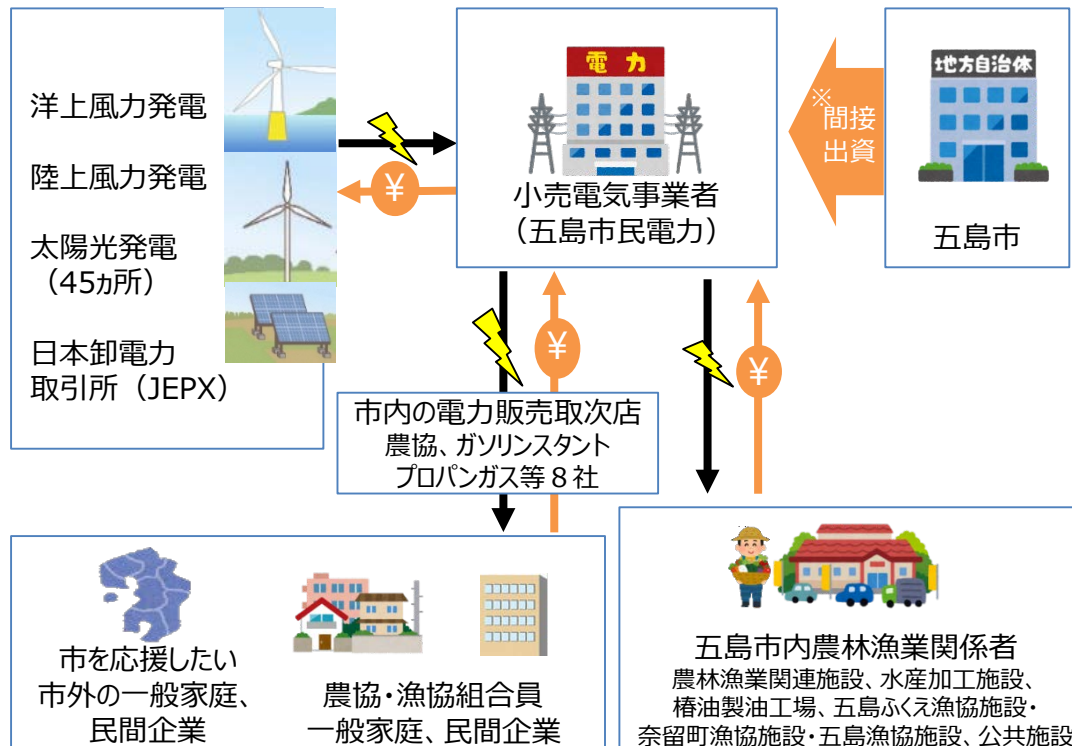 洋上風力発電
陸上風力発電
太陽光発電
（45ヵ所）
日本卸電力
取引所（JEPX）
¥
電力
小売電気事業者
（五島市民電力）
※
間接
出資
地方自治体
五島市
¥
¥
市内の電力販売取次店
農協、ガソリンスタント
プロパンガス等８社
市を応援したい
市外の一般家庭、
民間企業
農協・漁協組合員
一般家庭、民間企業
五島市内農林漁業関係者
農林漁業関連施設、水産加工施設、
椿油製油工場、五島ふくえ漁協施設・
奈留町漁協施設・五島漁協施設、公共施設